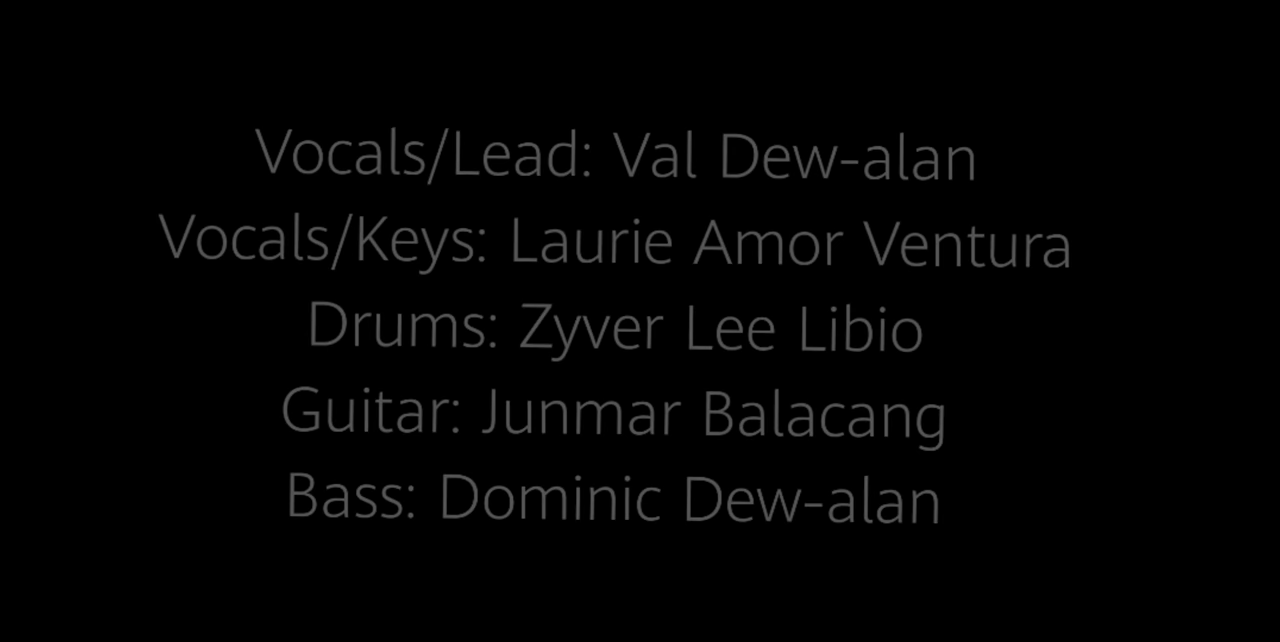 Vocals/Lead: Val Dew-alan
Vocals/Keys: Laurie Amor Ventura
Drums: Zyver Lee Libio
Guitar: Junmar Balacang
Bass: Dominic Dew-alan